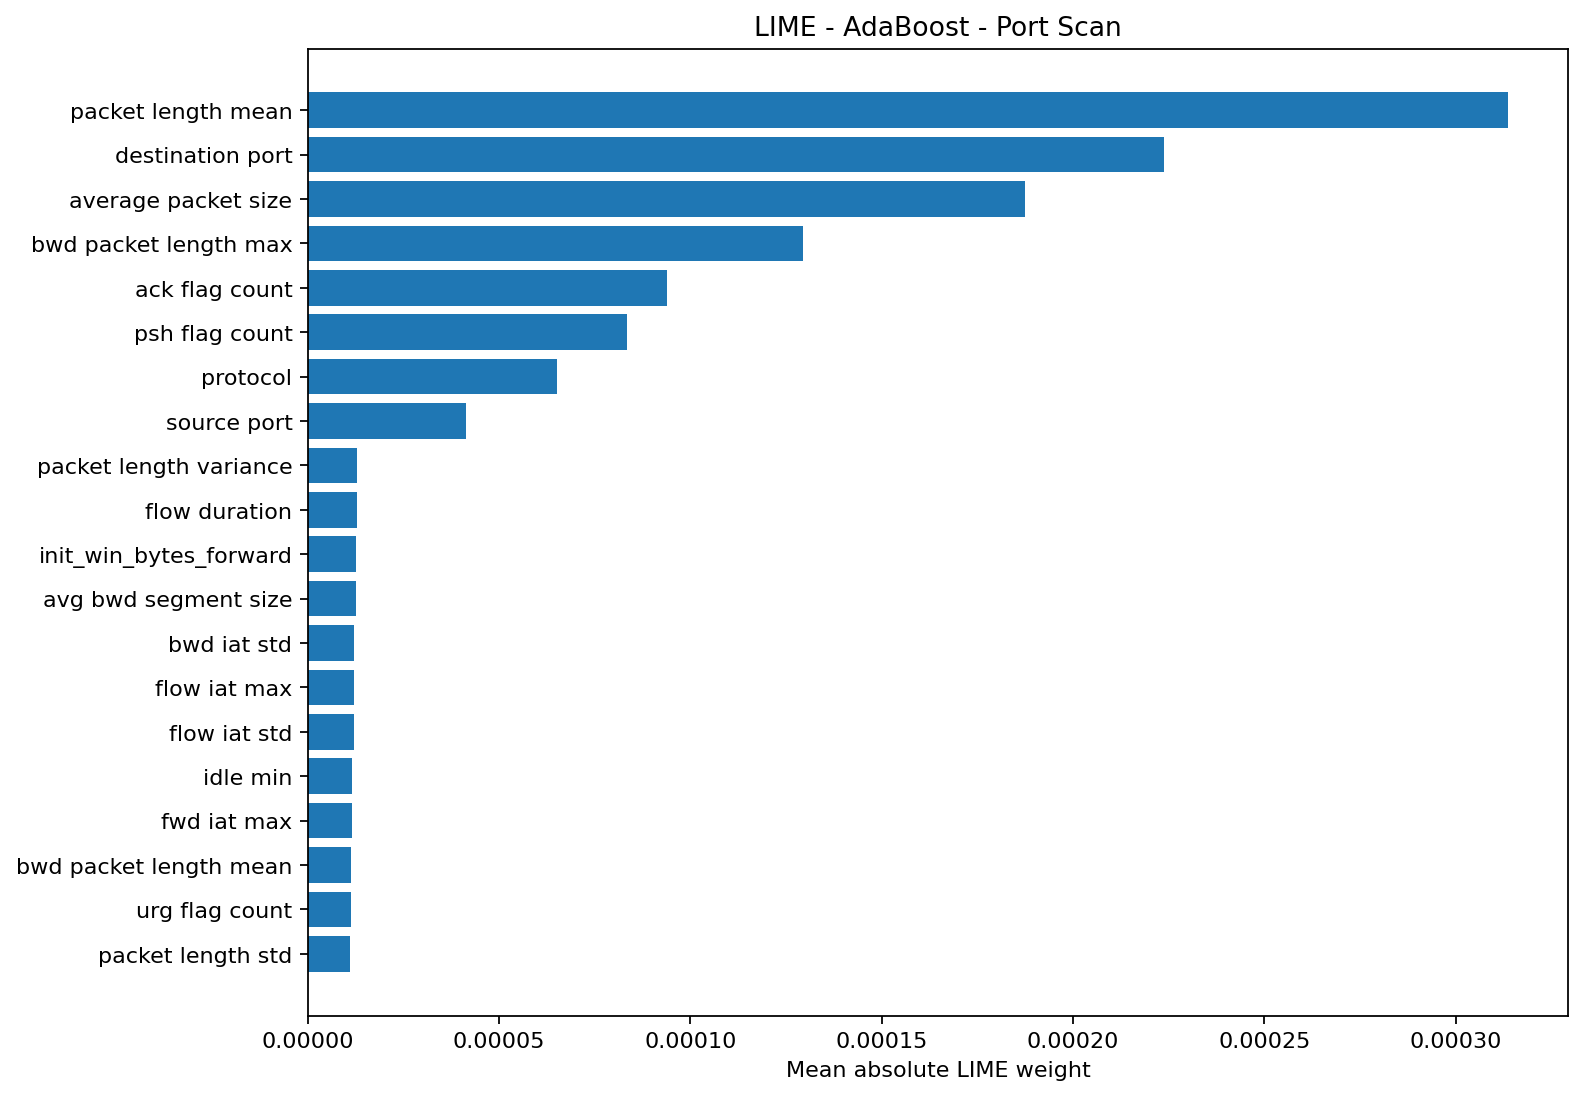 LIME - AdaBoost - Port Scan
packet length mean
destination port
average packet size
bwd packet length max
ack flag count
psh flag count
protocol
source port
packet length variance
flow duration
init_win_bytes_forward
avg bwd segment size
bwd iat std
flow iat max
flow iat std
idle min
fwd iat max
bwd packet length mean
urg flag count
packet length std
0.00000 0.00005 0.00010 0.00015 0.00020 0.00025 0.00030
Mean absolute LIME weight